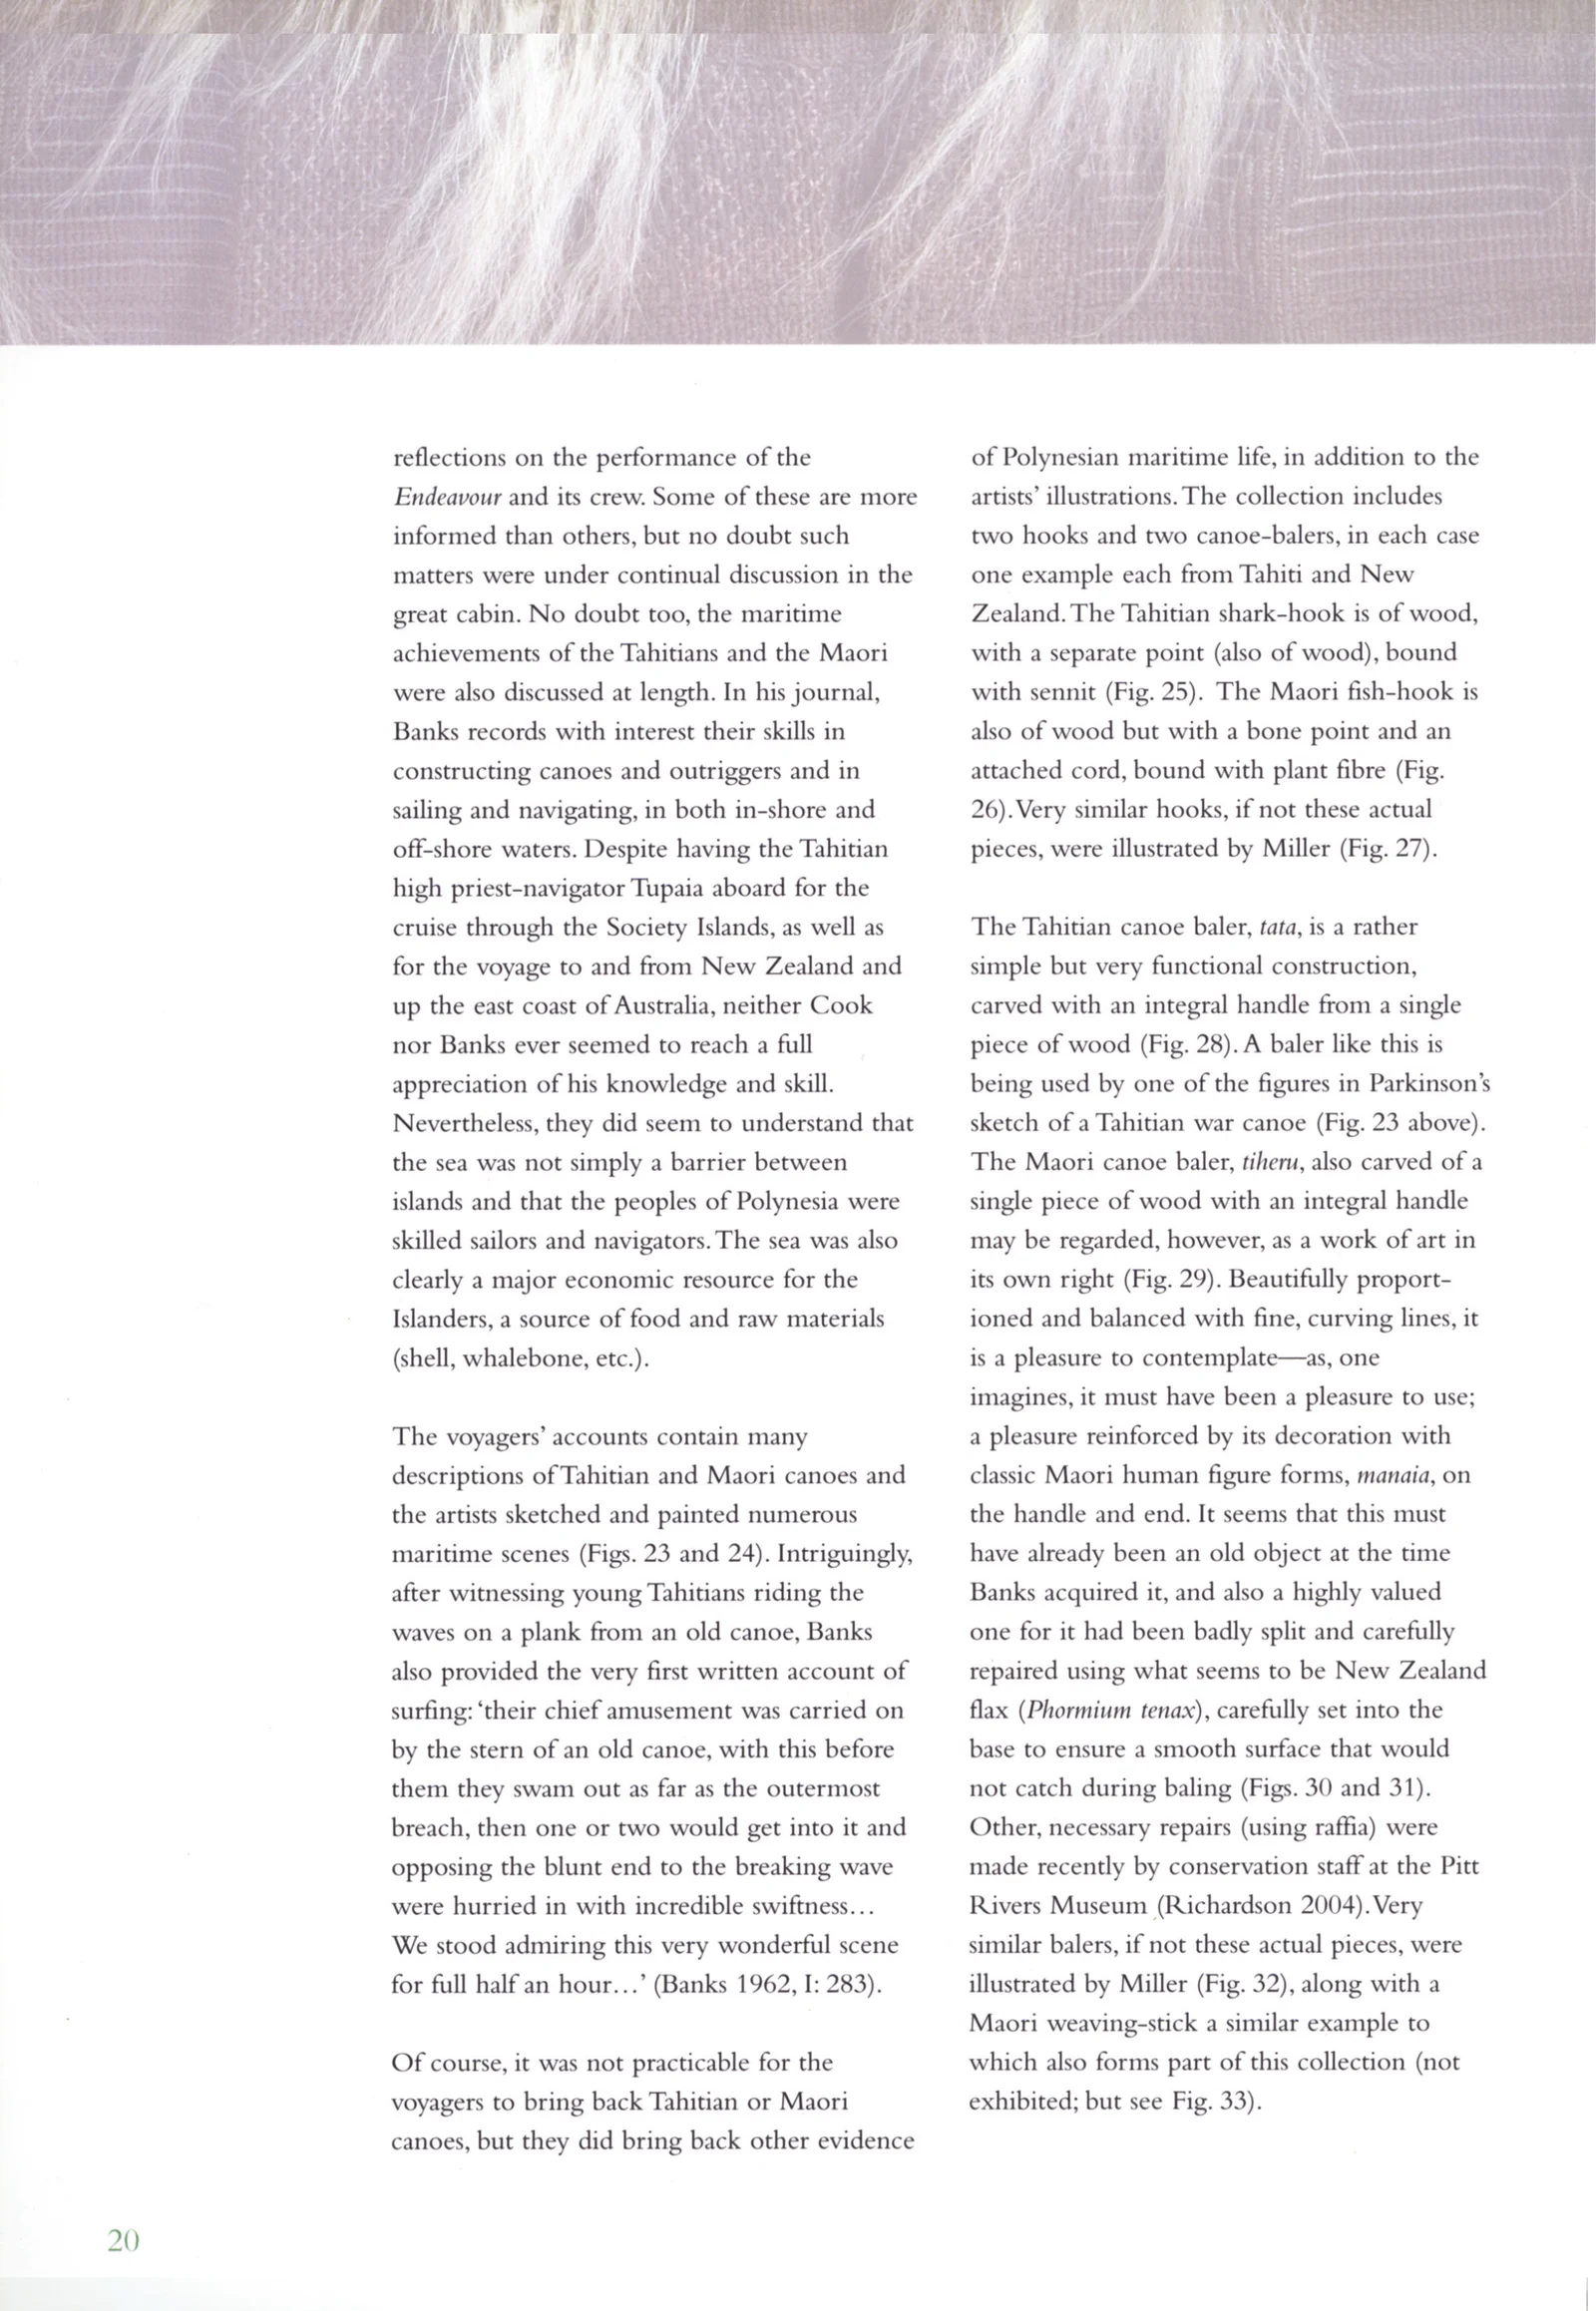 reflections on the performance of the
Endeavour and its crew. Some of these are more
informed than others, but no doubt such
matters were under continual discussion in the
great cabin. No doubt too, the maritime
achievements of the Tahitians and the Maori
were also discussed at length. In his journal,
Banks records with interest their skills in
constructing canoes and outriggers and in
sailing and navigating, in both in-shore and
off-shore waters. Despite having the Tahitian
high priest-navigator Tupaia aboard for the
cruise through the Society Islands, as well as
for the voyage to and from New Zealand and
up the east coast of Australia, neither Cook
nor Banks ever seemed to reach a full
appreciation of his knowledge and skill.
Nevertheless, they did seem to understand that
the sea was not simply a barrier between
islands and that the peoples of Polynesia were
skilled sailors and navigators. The sea was also
clearly a major economic resource for the
Islanders, a source of food and raw materials
(shell, whalebone, etc.).
The voyagers' accounts contain many
descriptions of Tahitian and Maori canoes and
the artists sketched and painted numerous
maritime scenes (Figs. 23 and 24). Intriguingly,
after witnessing young Tahitians riding the
waves on a plank from an old canoe, Banks
also provided the very first written account of
surfing: 'their chief amusement was carried on
by the stern of an old canoe, with this before
them they swam out as far as the outermost
breach, then one or two would get into it and
opposing the blunt end to the breaking wave
were hurried in with incredible swiftness…
We stood admiring this very wonderful scene
for full half an hour…' (Banks 1962, I: 283).
Of course, it was not practicable for the
voyagers to bring back Tahitian or Maori
canoes, but they did bring back other evidence
of Polynesian maritime life, in addition to the
artists' illustrations. The collection includes
two hooks and two canoe-balers, in each case
one example each from Tahiti and New
Zealand. The Tahitian shark-hook is of wood,
with a separate point (also of wood), bound
with sennit (Fig. 25). The Maori fish-hook is
also of wood but with a bone point and an
attached cord, bound with plant fibre (Fig.
26). Very similar hooks, if not these actual
pieces, were illustrated by Miller (Fig. 27).
The Tahitian canoe baler, tata, is a rather
simple but very functional construction,
carved with an integral handle from a single
piece of wood (Fig. 28). A baler like this is
being used by one of the figures in Parkinson's
sketch of a Tahitian war canoe (Fig. 23 above).
The Maori canoe baler, tiheru, also carved of a
single piece of wood with an integral handle
may be regarded, however, as a work of art in
its own right (Fig. 29). Beautifully proport-
ioned and balanced with fine, curving lines, it
is a pleasure to contemplate—as, one
imagines, it must have been a pleasure to use;
a pleasure reinforced by its decoration with
classic Maori human figure forms, manaia, on
the handle and end. It seems that this must
have already been an old object at the time
Banks acquired it, and also a highly valued
one for it had been badly split and carefully
repaired using what seems to be New Zealand
flax (Phormium tenax), carefully set into the
base to ensure a smooth surface that would
not catch during baling (Figs. 30 and 31).
Other, necessary repairs (using raffia) were
made recently by conservation staff at the Pitt
Rivers Museum (Richardson 2004). Very
similar balers, if not these actual pieces, were
illustrated by Miller (Fig. 32), along with a
Maori weaving-stick a similar example to
which also forms part of this collection (not
exhibited; but see Fig. 33).
20